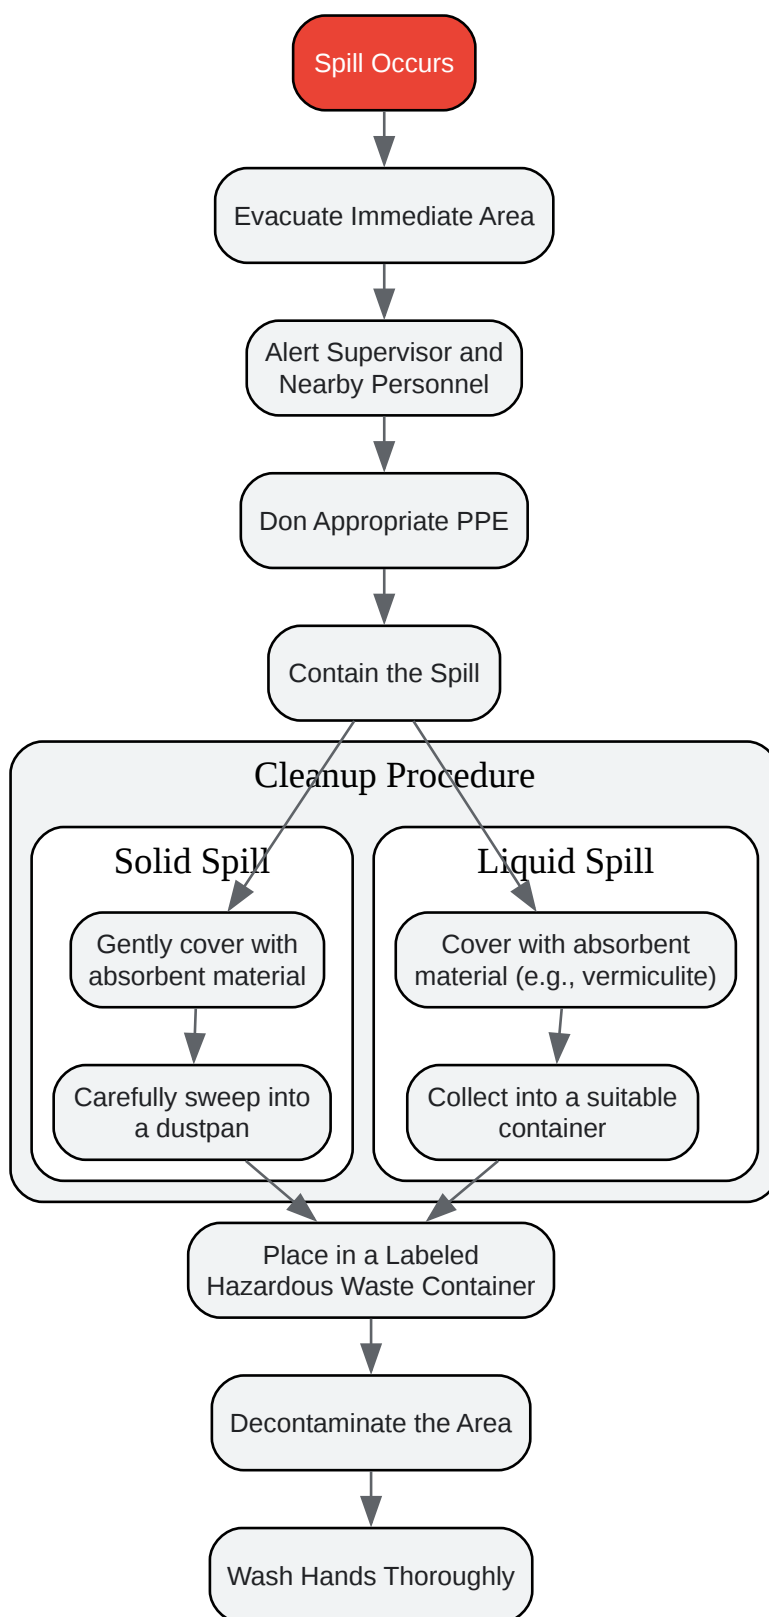 Spill Occurs
Evacuate Immediate Area
Alert Supervisor and
Nearby Personnel
Don Appropriate PPE
Contain the Spill
Cleanup Procedure
Solid Spill
Gently cover with
absorbent material
Carefully sweep into
a dustpan
Liquid Spill
Cover with absorbent
material (e.g., vermiculite)
Collect into a suitable
container
Place in a Labeled
Hazardous Waste Container
Decontaminate the Area
Wash Hands Thoroughly